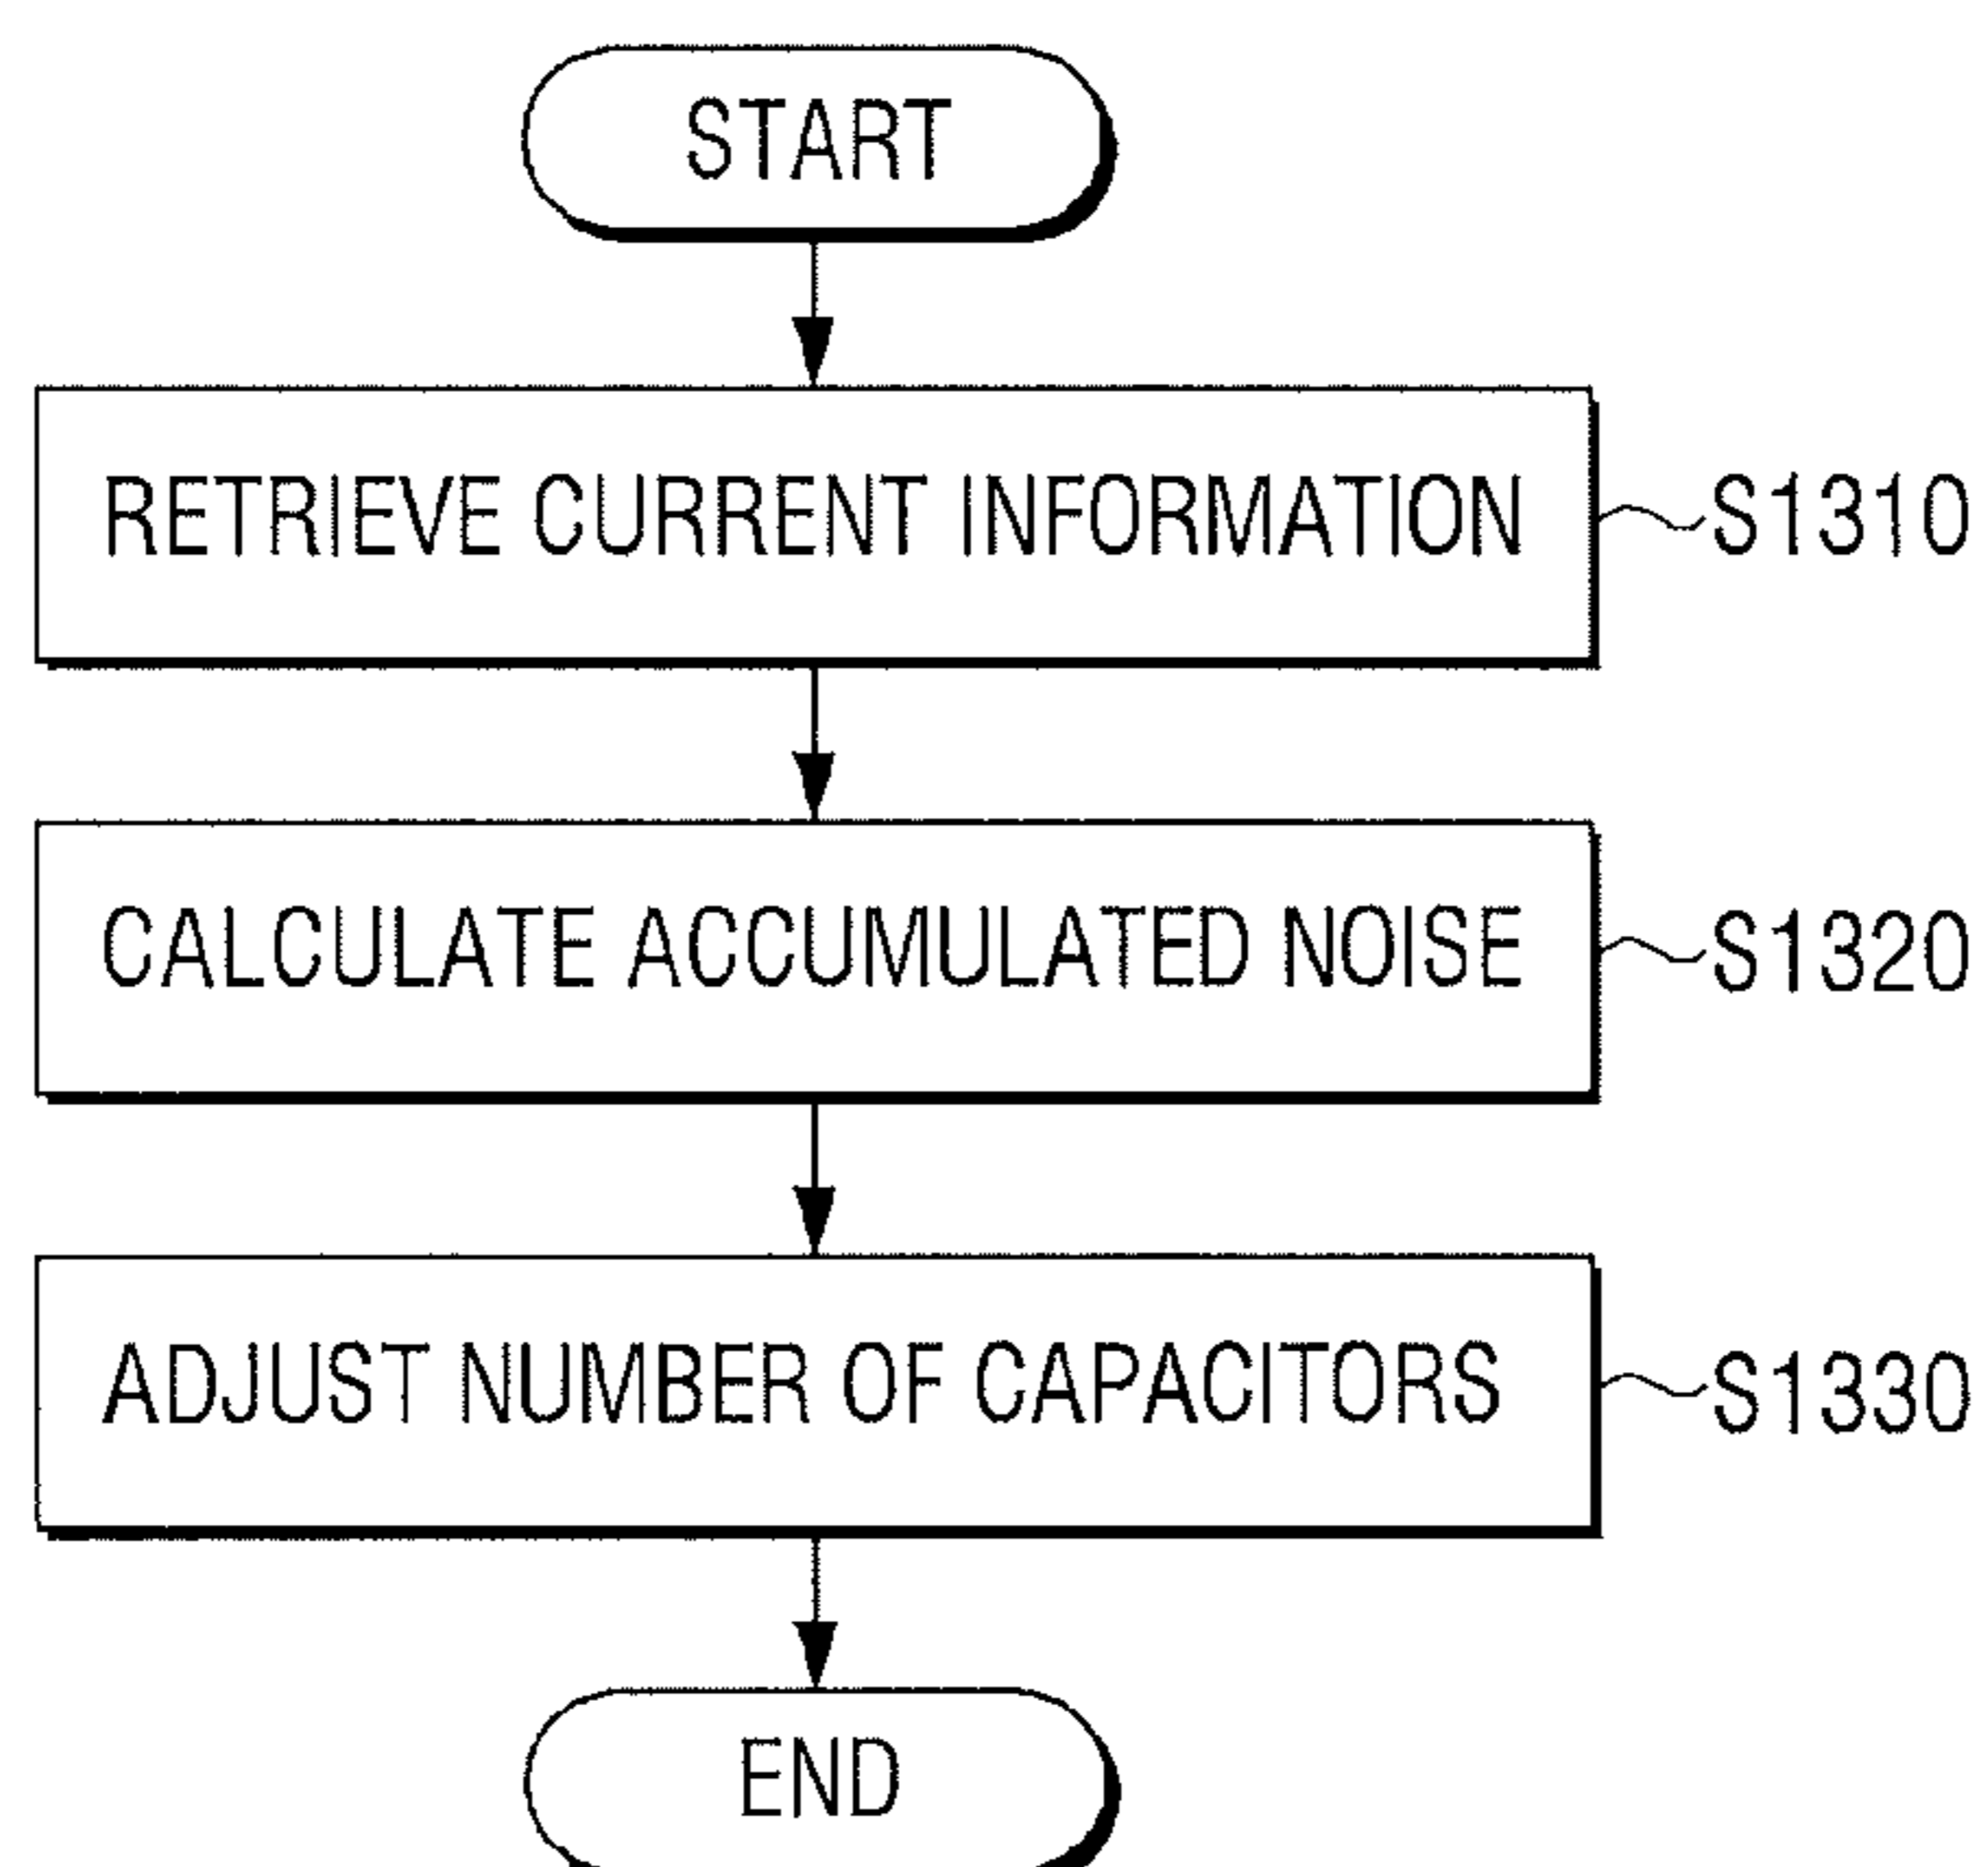 START
RETRIEVE CURRENT INFORMATION
S1310
CALCULATE ACCUMULATED NOISE
S1320
ADJUST NUMBER OF CAPACITORS
S1330
END